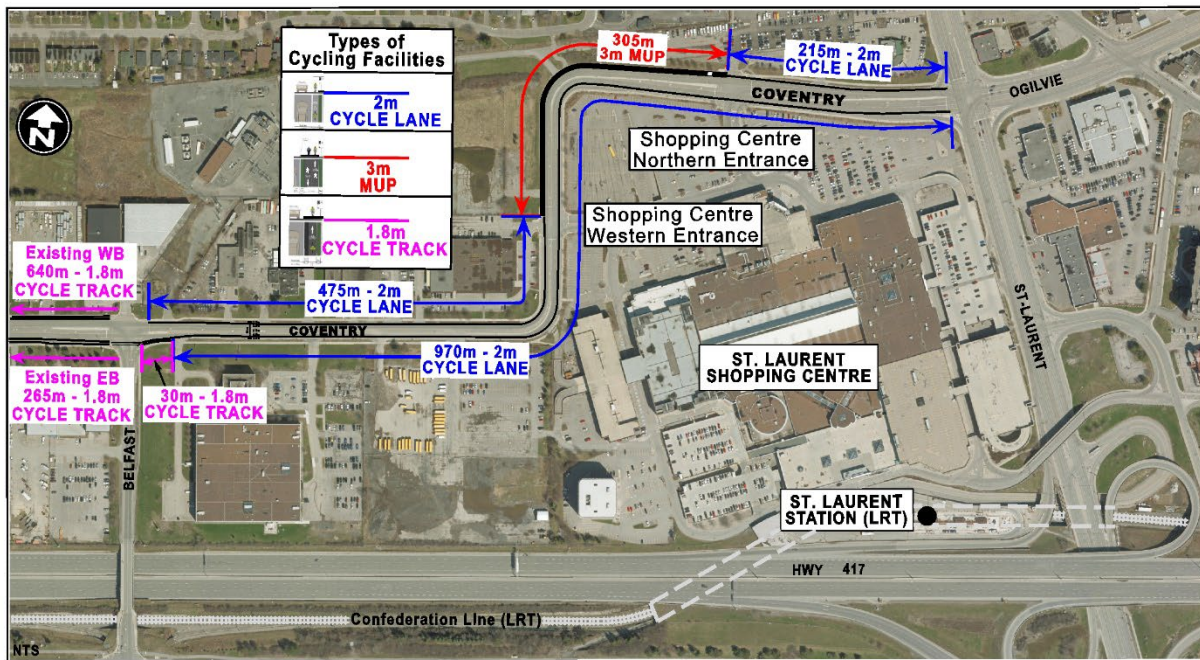 Types of
Cycling Facilities
2m
CYCLE LANE
3m
MUP
1.8m
CYCLE TRACK
305m
3m MUP
215m - 2m
CYCLE LANE
COVENTRY
OGILVIE
N
Shopping Centre
Northern Entrance
Shopping Centre
Western Entrance
Existing WB
640m - 1.8m
CYCLE TRACK
475m - 2m
CYCLE LANE
COVENTRY
ST-LAURENT
970m - 2m
CYCLE LANE
ST. LAURENT
SHOPPING CENTRE
Existing EB
265m - 1.8m
CYCLE TRACK
30m - 1.8m
CYCLE TRACK
BELFAST
ST. LAURENT
STATION (LRT)
HWY 417
Confederation Line (LRT)
NTS